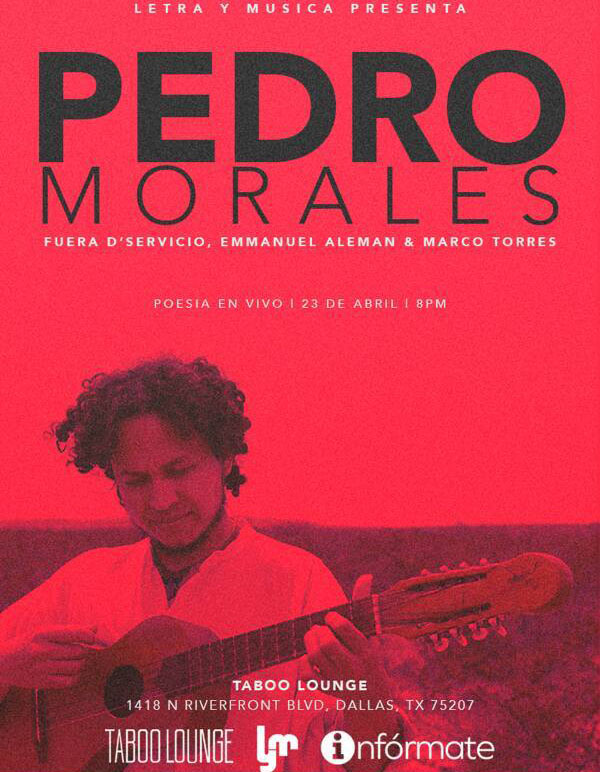 LETRA Y MUSICA PRESENTA
PEDRO
MORALES
FUERA D'SERVICIO, EMMANUEL ALEMAN & MARCO TORRES
POESIA EN VIVO | 23 DE ABRIL | 8PM
TABOO LOUNGE
1418 N RIVERFRONT BLVD, DALLAS, TX 75207
TABOO LOUNGE lym infórmate